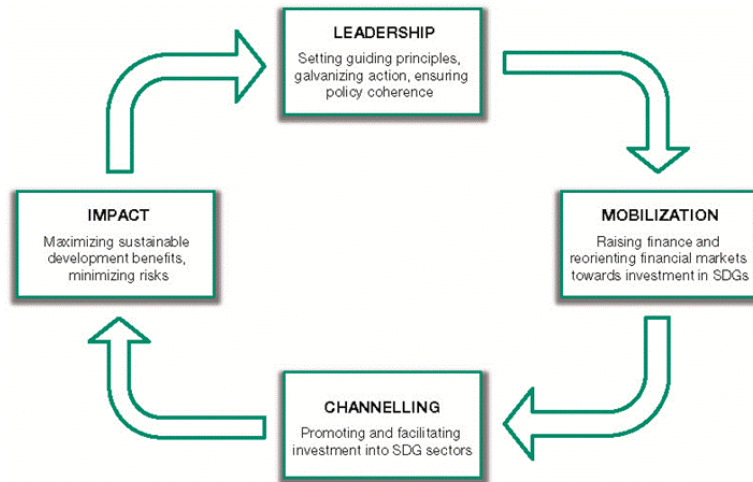 LEADERSHIP
Setting guiding principles,
galvanizing action, ensuring
policy coherence
IMPACT
Maximizing sustainable
development benefits,
minimizing risks
MOBILIZATION
Raising finance and
reorienting financial markets
towards investment in SDGs
CHANNELLING
Promoting and facilitating
investment into SDG sectors